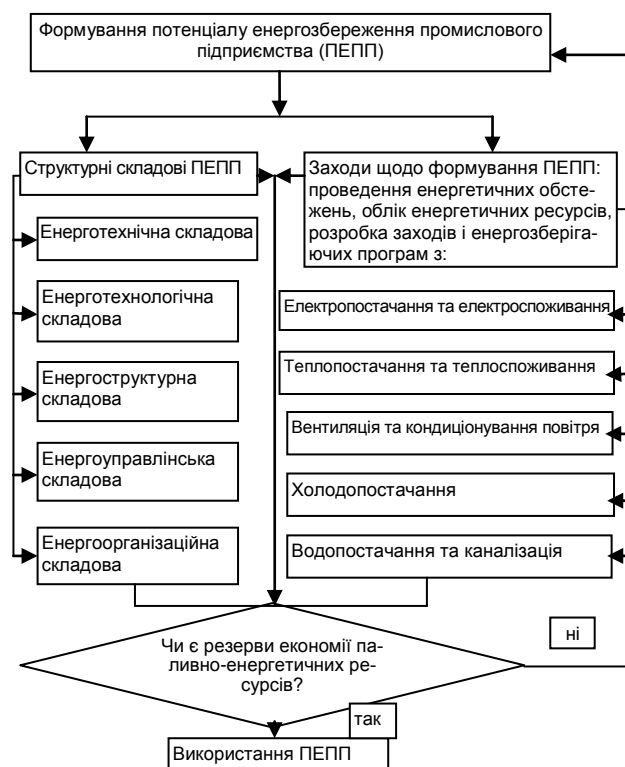 Формування потенціалу енергозбереження промислового
підприємства (ПЕПП)
Структурні складові ПЕПП
Енерготехнічна складова
Енерготехнологічна
складова
Енергоструктурна
складова
Енергоуправлінська
складова
Енергоорганізаційна
складова
Заходи щодо формування ПЕПП:
проведення енергетичних обсте-
жень, облік енергетичних ресурсів,
розробка заходів і енергозберіга-
ючих програм з:
Електропостачання та електроспоживання
Теплопостачання та теплоспоживання
Вентиляція та кондиціонування повітря
Холодопостачання
Водопостачання та каналізація
Чи є резерви економії па-
ливно-енергетичних ре-
сурсів?
ні
так
Використання ПЕПП